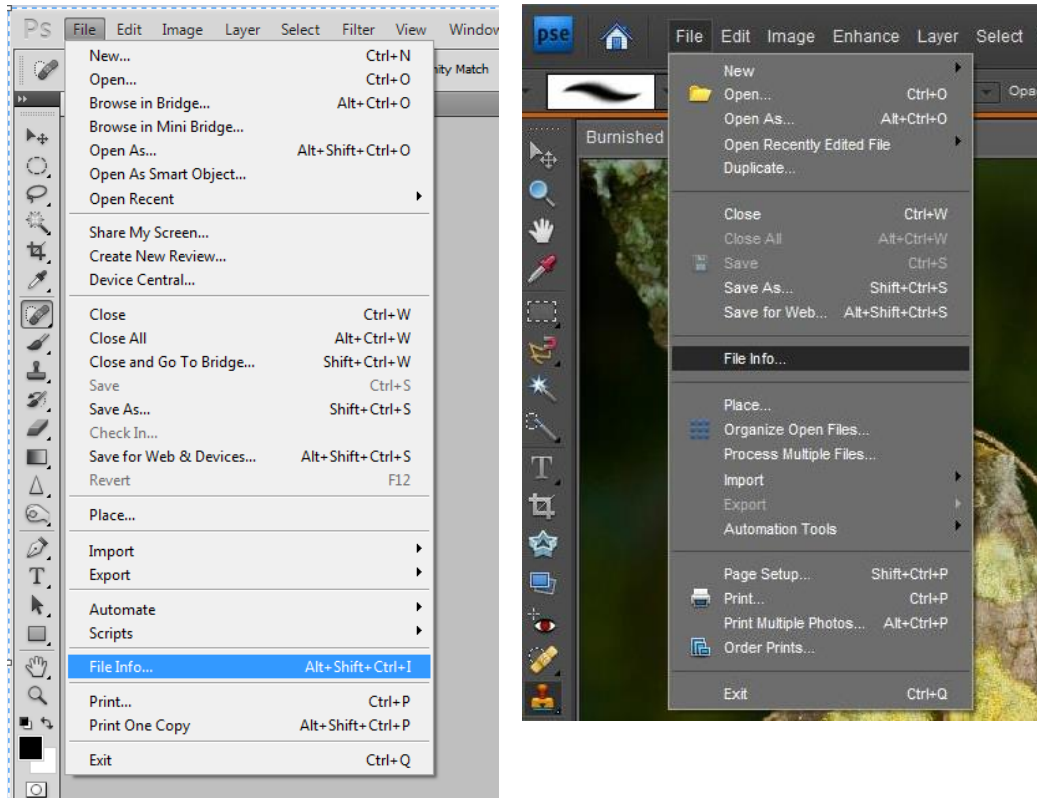 Ps File Edit Image Layer Select Filter View Window
nity Match
New... Ctrl+N
Open... Ctrl+O
Browse in Bridge... Alt+Ctrl+O
Browse in Mini Bridge...
Open As... Alt+Shift+Ctrl+O
Open As Smart Object...
Open Recent
Share My Screen...
Create New Review...
Device Central...
Close Ctrl+W
Close All Alt+Ctrl+W
Close and Go To Bridge... Shift+Ctrl+W
Save Ctrl+S
Save As... Shift+Ctrl+S
Check In...
Save for Web & Devices... Alt+Shift+Ctrl+S
Revert F12
Place...
Import
Export
Automate
Scripts
File Info... Alt+Shift+Ctrl+I
Print... Ctrl+P
Print One Copy Alt+Shift+Ctrl+P
Exit Ctrl+Q
pse File Edit Image Enhance Layer Select
Opa
Burnished
New
Open... Ctrl+O
Open As... Alt+Ctrl+O
Open Recently Edited File
Duplicate...
Close Ctrl+W
Close All Alt+Ctrl+W
Save Ctrl+S
Save As... Shift+Ctrl+S
Save for Web... Alt+Shift+Ctrl+S
File Info...
Place...
Organize Open Files...
Process Multiple Files...
Import
Export
Automation Tools
Page Setup... Shift+Ctrl+P
Print... Ctrl+P
Print Multiple Photos... Alt+Ctrl+P
Order Prints...
Exit Ctrl+Q